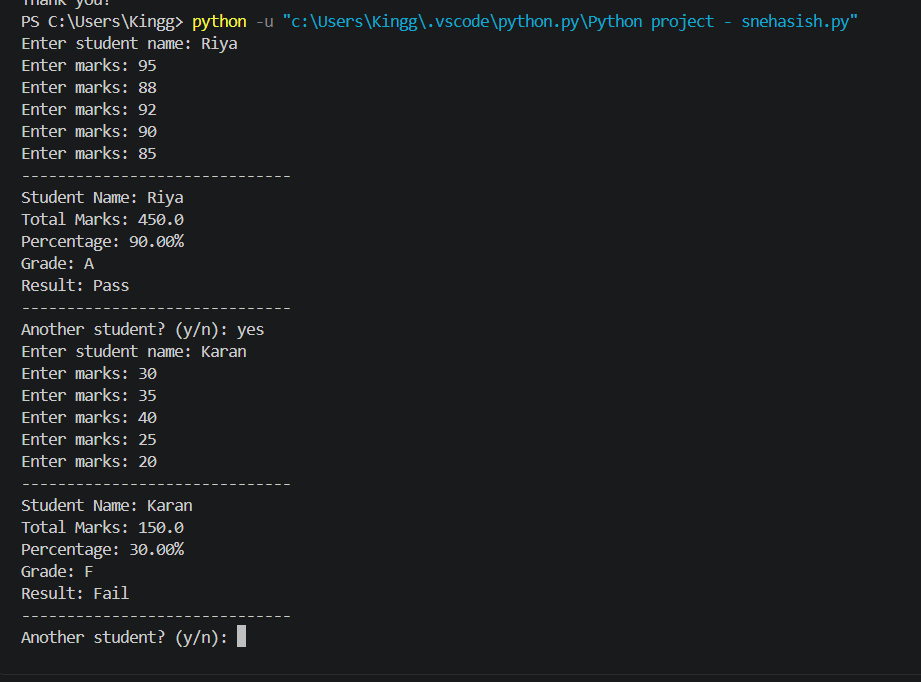 Thank you!
PS C:\Users\Kingg> python -u "c:\Users\Kingg\.vscode\python.py\Python project - snehasish.py"
Enter student name: Riya
Enter marks: 95
Enter marks: 88
Enter marks: 92
Enter marks: 90
Enter marks: 85
------------------------------
Student Name: Riya
Total Marks: 450.0
Percentage: 90.00%
Grade: A
Result: Pass
------------------------------
Another student? (y/n): yes
Enter student name: Karan
Enter marks: 30
Enter marks: 35
Enter marks: 40
Enter marks: 25
Enter marks: 20
------------------------------
Student Name: Karan
Total Marks: 150.0
Percentage: 30.00%
Grade: F
Result: Fail
------------------------------
Another student? (y/n):